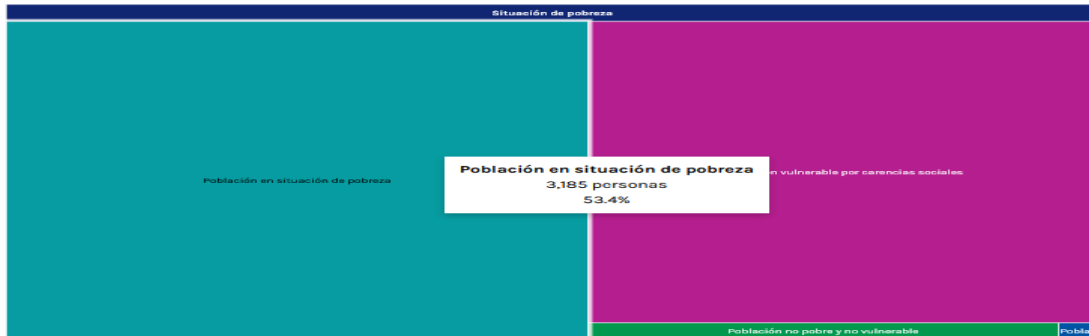 Situación de pobreza
Población en situación de pobreza
Población en situación de pobreza
3,185 personas
53.4%
vulnerable por carencias sociales
Población no pobre y no vulnerable